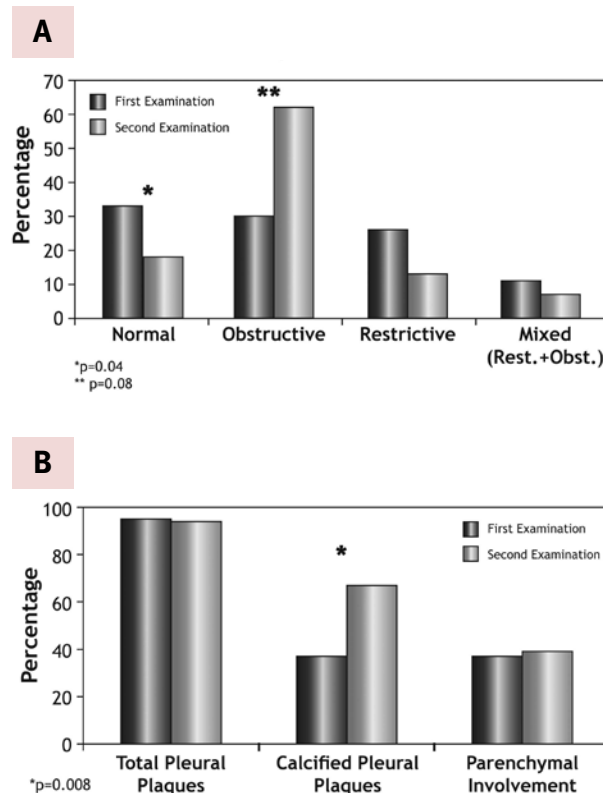 A
Percentage
70
60
50
40
30
20
10
0
First Examination
Second Examination
*
**
Normal
Obstructive
Restrictive
Mixed
(Rest.+Obst.)
*p=0.04
** p=0.08
B
Percentage
100
80
60
40
20
0
First Examination
Second Examination
*
Total Pleural
Plaques
Calcified Pleural
Plaques
Parenchymal
Involvement
*p=0.008